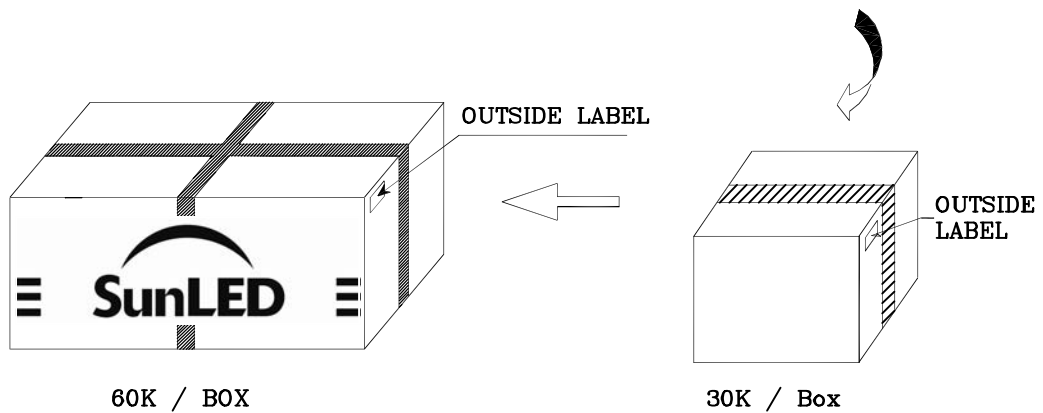 OUTSIDE LABEL
OUTSIDE
LABEL
SunLED
60K / BOX
30K / Box